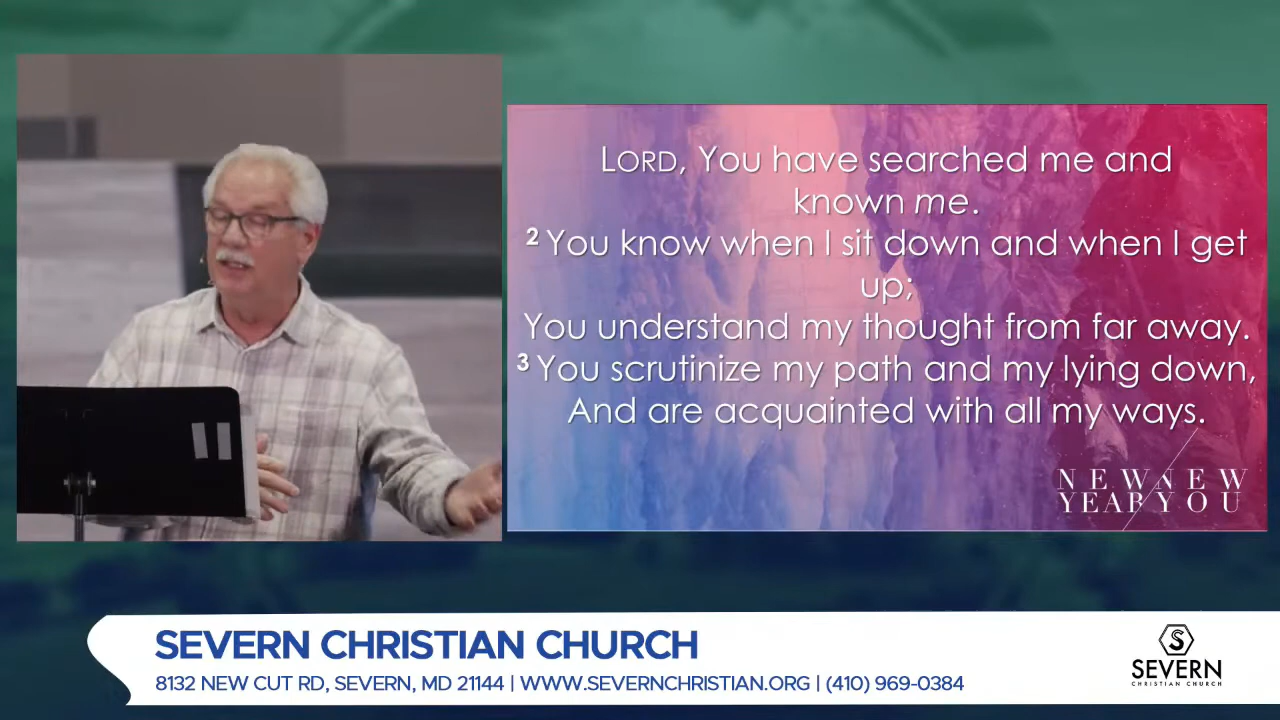 LORD, You have searched me and
known me.
2 You know when I sit down and when I get
up;
You understand my thought from far away.
3 You scrutinize my path and my lying down,
And are acquainted with all my ways.
NEW NEW
YEAR YOU
SEVERN CHRISTIAN CHURCH
8132 NEW CUT RD, SEVERN, MD 21144 | WWW.SEVERNCHRISTIAN.ORG | (410) 969-0384
S
SEVERN
CHRISTIAN CHURCH